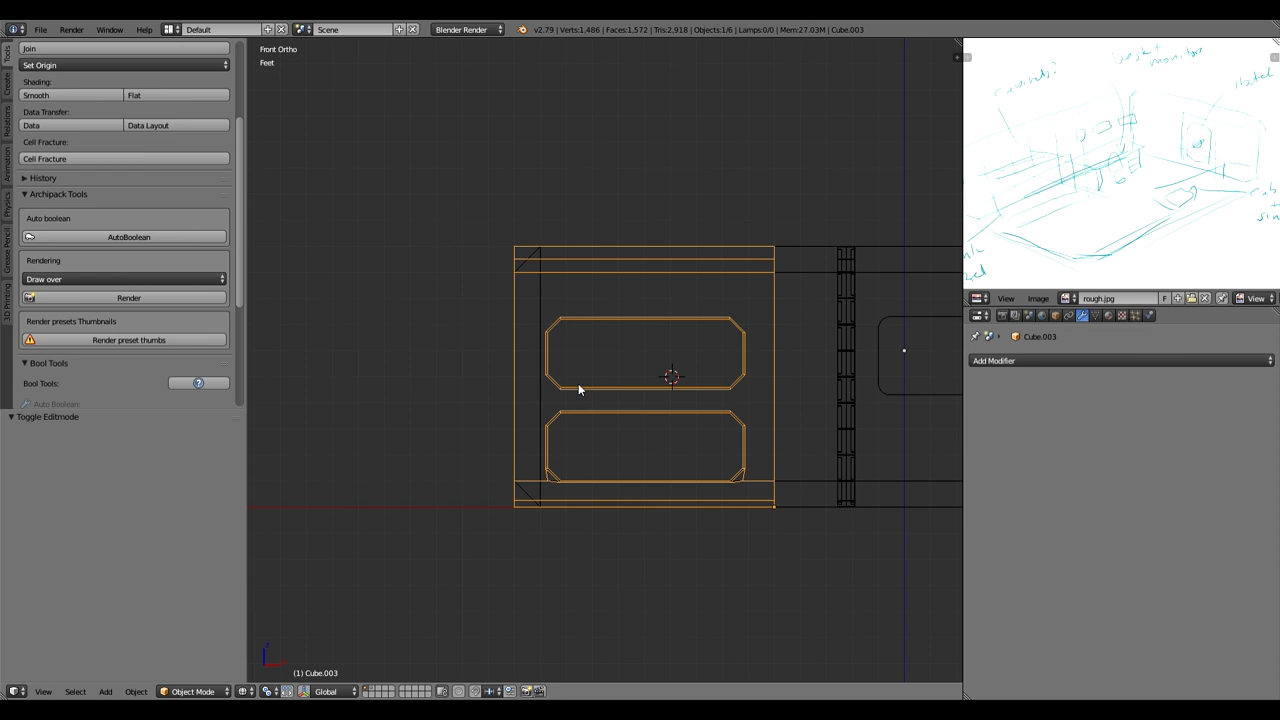 File Render Window Help Default Scene Blender Render v2.79 | Verts:1,486 | Faces:1,572 | Tris:2,918 | Objects:1/6 | Lamps:0/0 | Mem:27.03M | Cube.003
Tools
Create
Relations
Animation
Physics
Grease Pencil
3D Printing
Join
Set Origin
Shading:
Smooth Flat
Data Transfer:
Data Data Layout
Cell Fracture:
Cell Fracture
History
Archipack Tools
Auto boolean
AutoBoolean
Rendering
Draw over
Render
Render presets Thumbnails
Render preset thumbs
Bool Tools
Bool Tools:
Auto Boolean:
Toggle Editmode
Front Ortho
Feet
(1) Cube.003
View Select Add Object Object Mode Global
monitor
View Image rough.jpg F View
Cube.003
Add Modifier